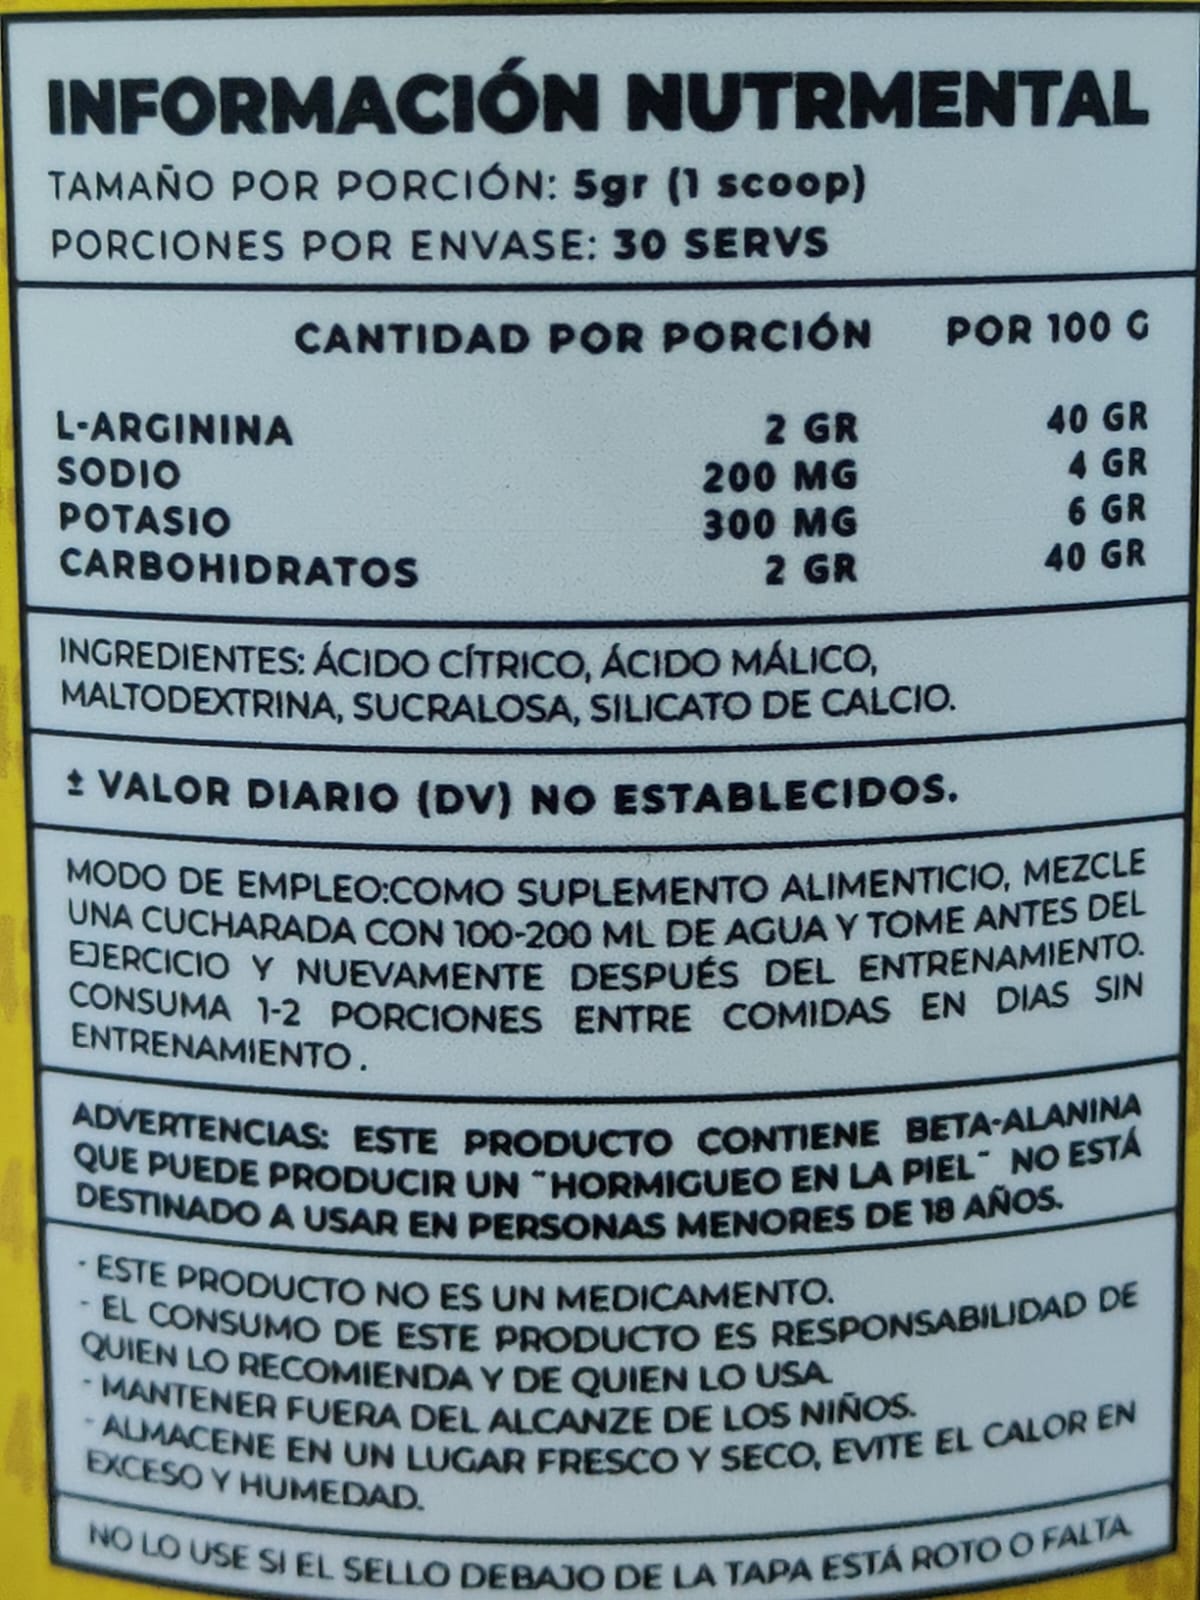 INFORMACIÓN NUTRMENTAL
TAMAÑO POR PORCIÓN: 5gr (1 scoop)
PORCIONES POR ENVASE: 30 SERVS
CANTIDAD POR PORCIÓN POR 100 G
L-ARGININA 2 GR 40 GR
SODIO 200 MG 4 GR
POTASIO 300 MG 6 GR
CARBOHIDRATOS 2 GR 40 GR
INGREDIENTES: ÁCIDO CÍTRICO, ÁCIDO MÁLICO,
MALTODEXTRINA, SUCRALOSA, SILICATO DE CALCIO.
± VALOR DIARIO (DV) NO ESTABLECIDOS.
MODO DE EMPLEO:COMO SUPLEMENTO ALIMENTICIO, MEZCLE
UNA CUCHARADA CON 100-200 ML DE AGUA Y TOME ANTES DEL
EJERCICIO Y NUEVAMENTE DESPUÉS DEL ENTRENAMIENTO.
CONSUMA 1-2 PORCIONES ENTRE COMIDAS EN DIAS SIN
ENTRENAMIENTO .
ADVERTENCIAS: ESTE PRODUCTO CONTIENE BETA-ALANINA
QUE PUEDE PRODUCIR UN ¨HORMIGUEO EN LA PIEL¨ NO ESTÁ
DESTINADO A USAR EN PERSONAS MENORES DE 18 AÑOS.
- ESTE PRODUCTO NO ES UN MEDICAMENTO.
- EL CONSUMO DE ESTE PRODUCTO ES RESPONSABILIDAD DE
QUIEN LO RECOMIENDA Y DE QUIEN LO USA.
- MANTENER FUERA DEL ALCANZE DE LOS NIÑOS.
- ALMACENE EN UN LUGAR FRESCO Y SECO, EVITE EL CALOR EN
EXCESO Y HUMEDAD.
NO LO USE SI EL SELLO DEBAJO DE LA TAPA ESTÁ ROTO O FALTA.